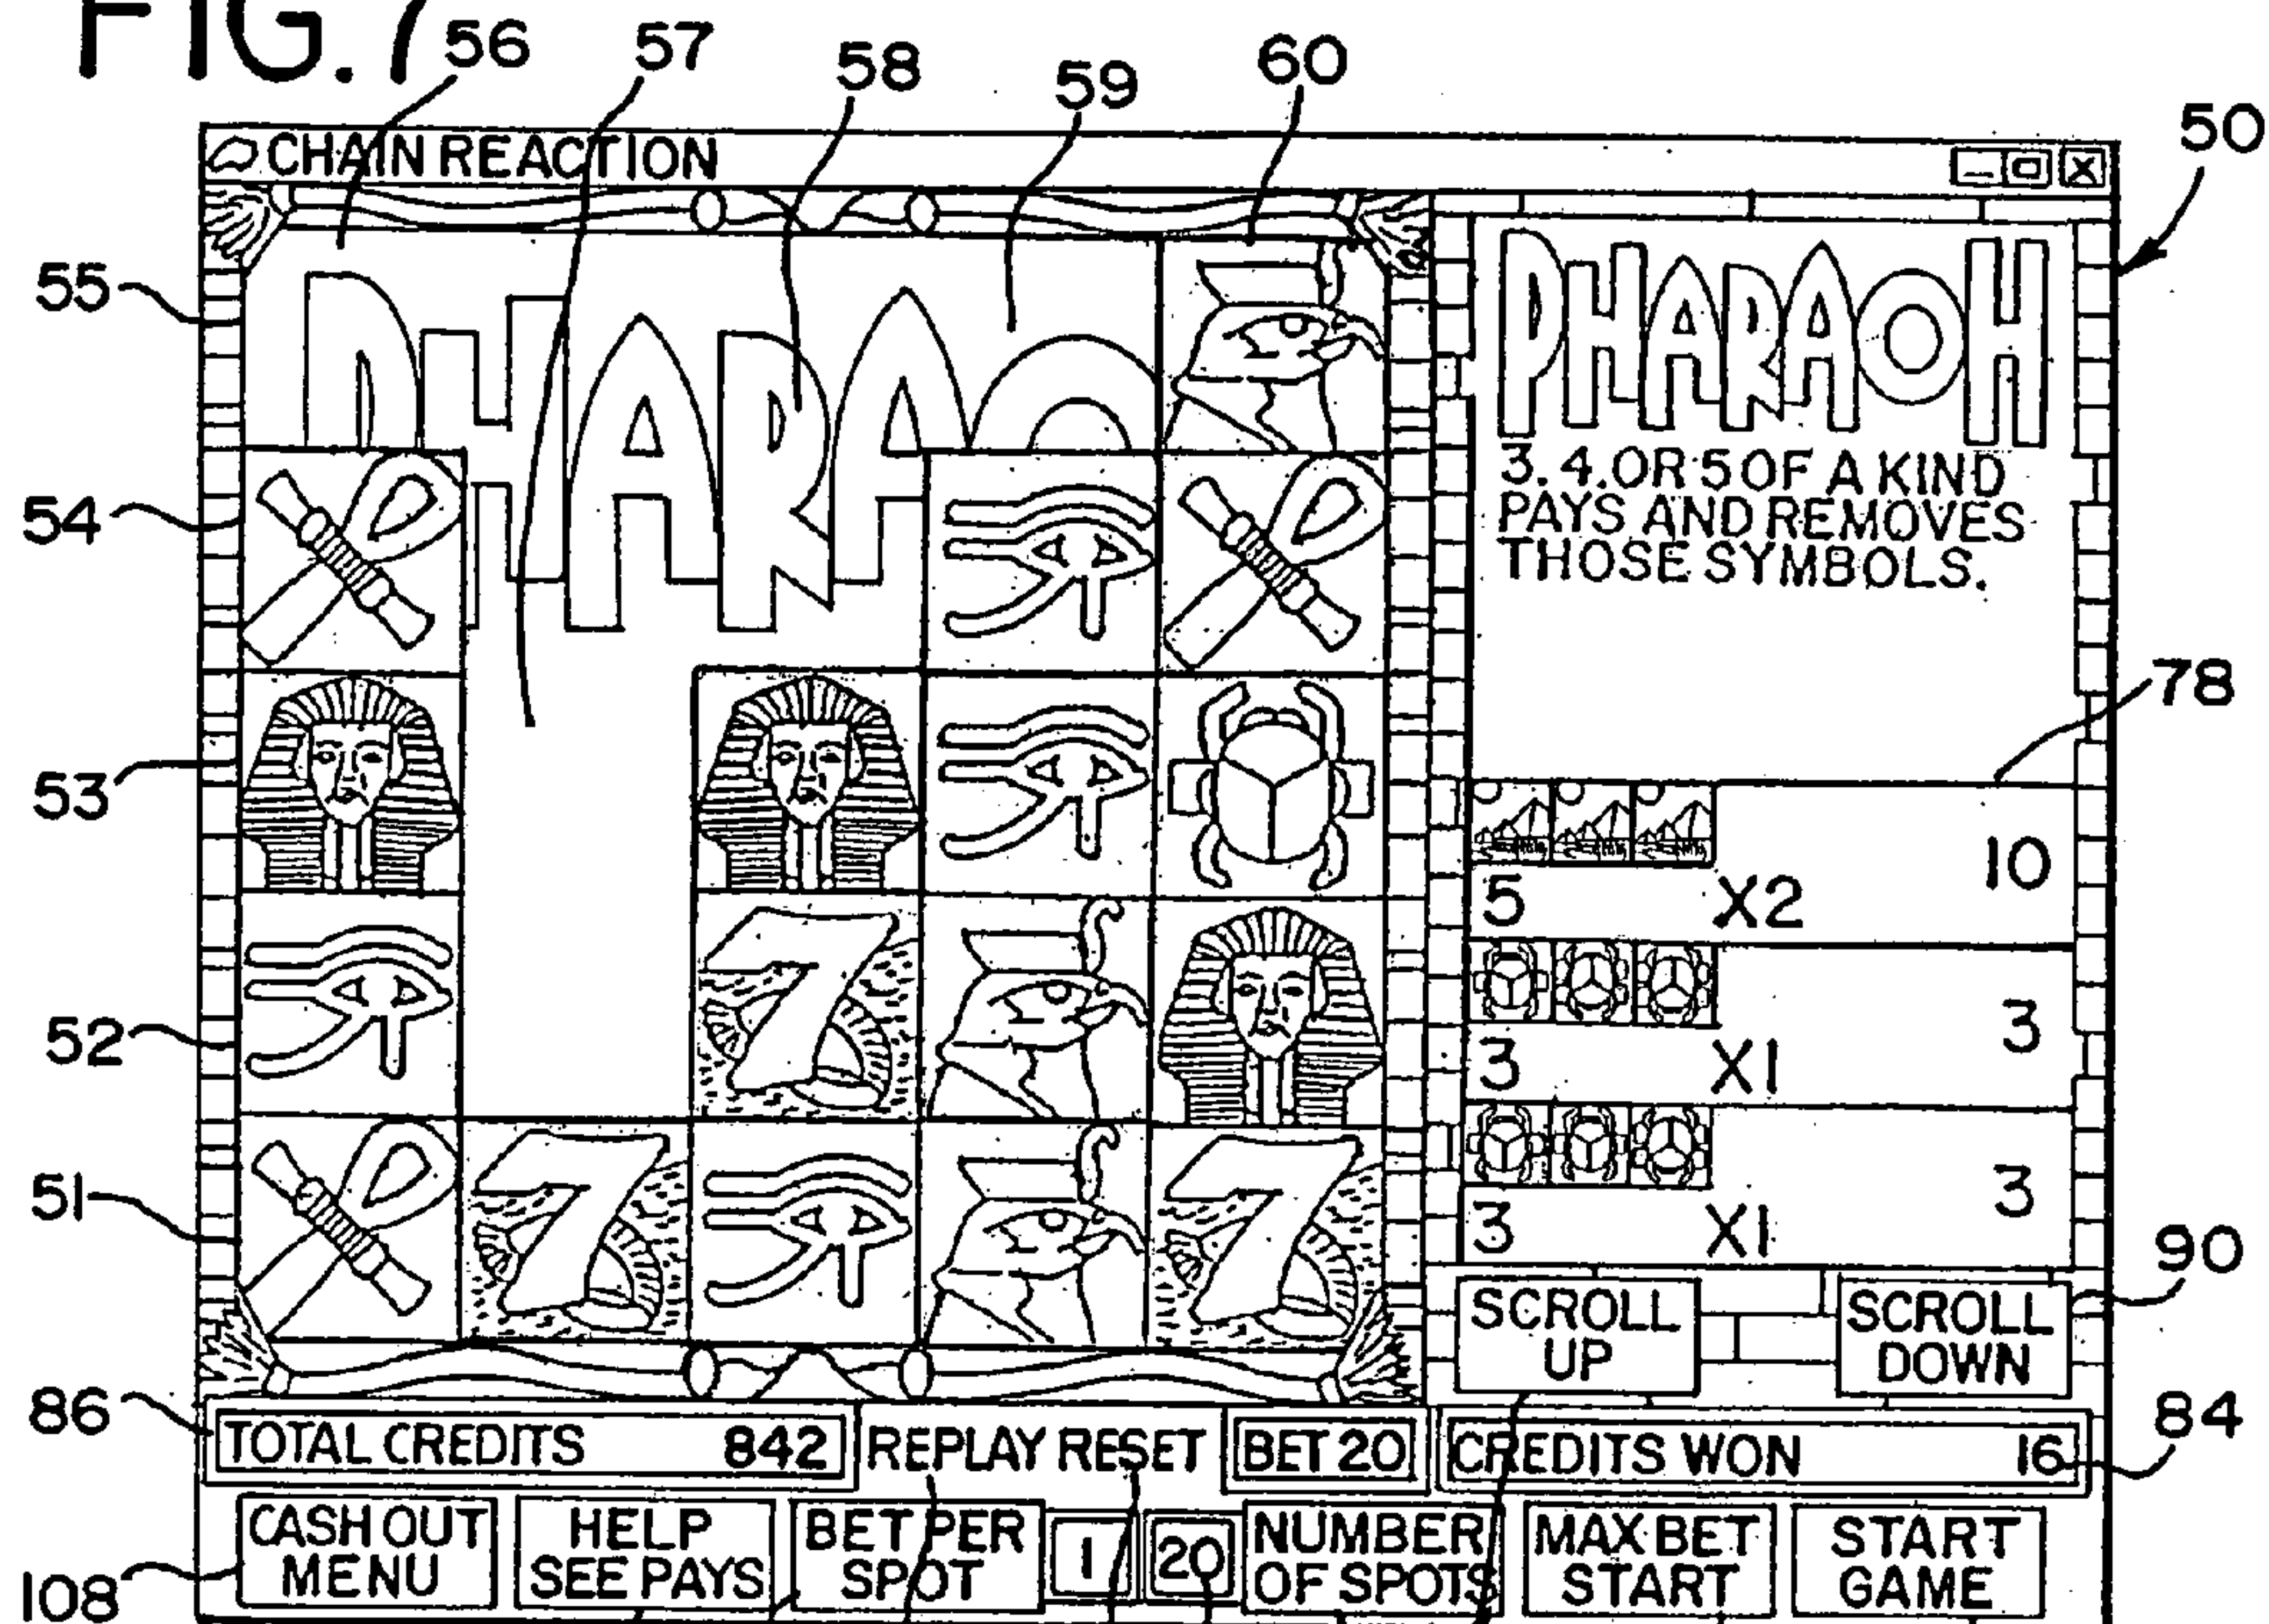 FIG. 7
56 57 58 59 60
50
CHAIN REACTION
55
PHARAO
PHARAOH
3. 4. OR 5 OF A KIND
PAYS AND REMOVES
THOSE SYMBOLS.
54
78
53
10
5 X2
52
3
3 X1
51
3
3 X1
90
SCROLL UP
SCROLL DOWN
86
84
TOTAL CREDITS 842 REPLAY RESET BET 20 CREDITS WON 16
CASH OUT MENU
HELP SEE PAYS
BET PER SPOT
1
20
NUMBER OF SPOTS
MAX BET START
START GAME
108